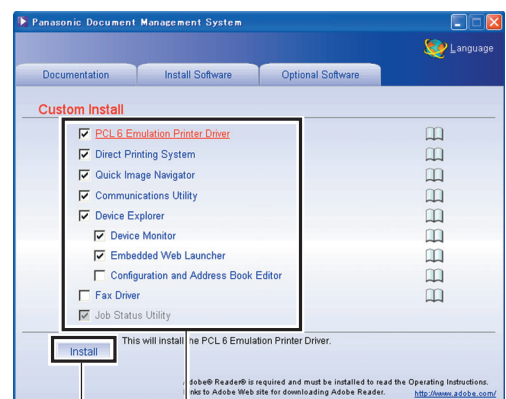 Panasonic Document Management System
Language
Documentation Install Software Optional Software
Custom Install
PCL 6 Emulation Printer Driver
Direct Printing System
Quick Image Navigator
Communications Utility
Device Explorer
Device Monitor
Embedded Web Launcher
Configuration and Address Book Editor
Fax Driver
Job Status Utility
This will install the PCL 6 Emulation Printer Driver.
Install
Adobe® Reader® is required and must be installed to read the Operating Instructions.
Links to Adobe Web site for downloading Adobe Reader. http://www.adobe.com/